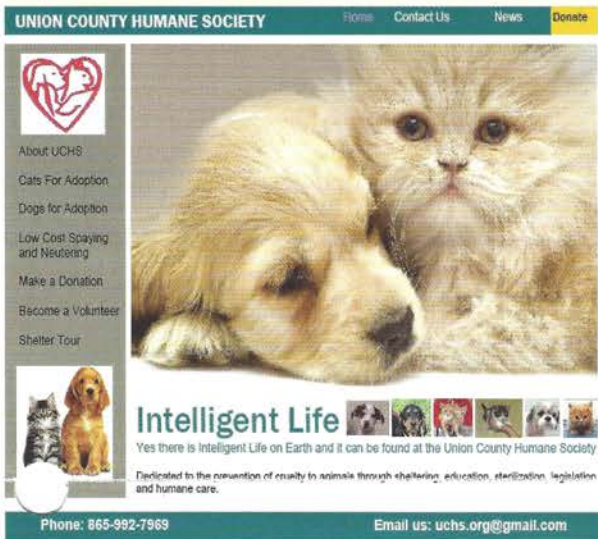 UNION COUNTY HUMANE SOCIETY
Home
Contact Us
News
Donate
About UCHS
Cats For Adoption
Dogs for Adoption
Low Cost Spaying
and Neutering
Make a Donation
Become a Volunteer
Shelter Tour
Intelligent Life
Yes there is Intelligent Life on Earth and it can be found at the Union County Humane Society
Dedicated to the prevention of cruelty to animals through sheltering, education, sterilization, legislation
and humane care.
Phone: 865-992-7969
Email us: uchs.org@gmail.com